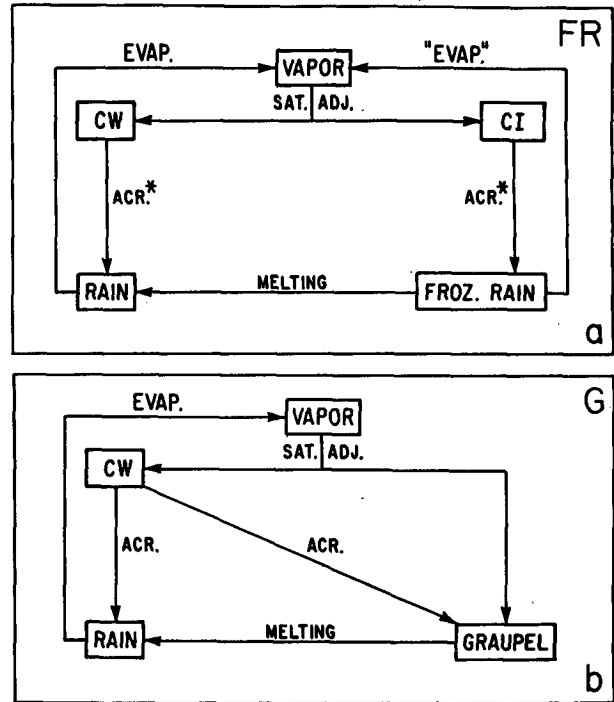 FR
EVAP.
VAPOR
"EVAP."
SAT. ADJ.
CW
CI
ACR.*
ACR.*
RAIN
MELTING
FROZ. RAIN
a
G
EVAP.
VAPOR
SAT. ADJ.
CW
ACR.
ACR.
RAIN
MELTING
GRAUPEL
b